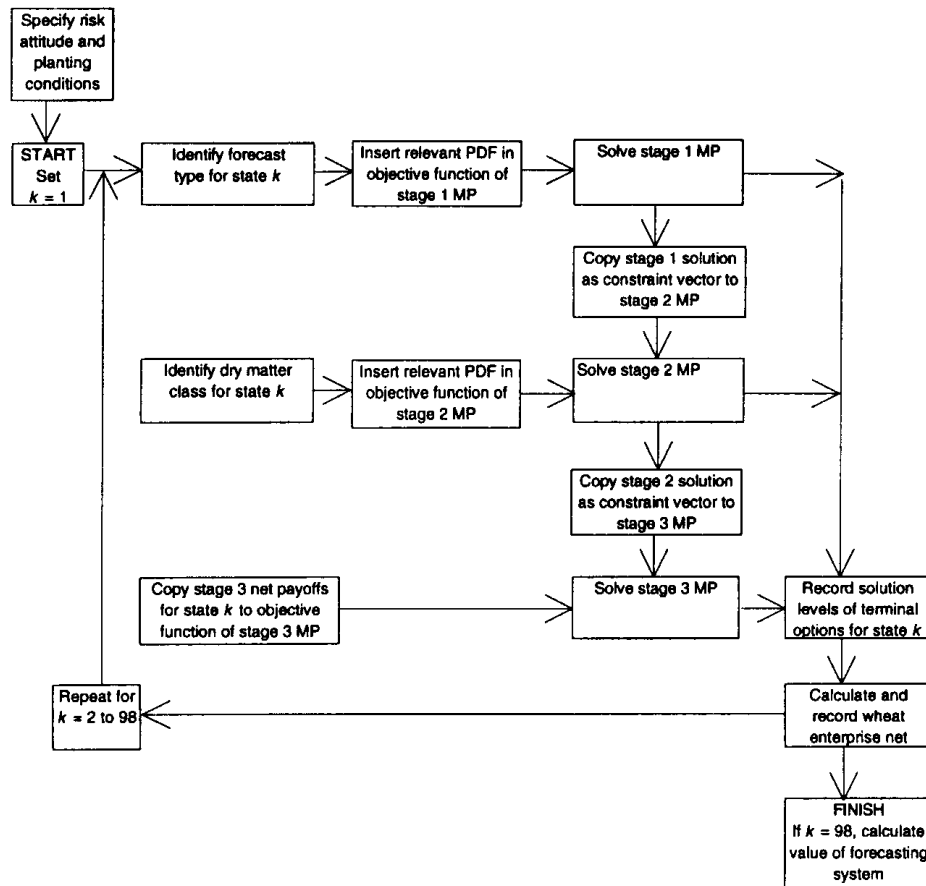 Specify risk
attitude and
planting
conditions
START
Set
k = 1
Identify forecast
type for state k
Insert relevant PDF in
objective function of
stage 1 MP
Solve stage 1 MP
Copy stage 1 solution
as constraint vector to
stage 2 MP
Identify dry matter
class for state k
Insert relevant PDF in
objective function of
stage 2 MP
Solve stage 2 MP
Copy stage 2 solution
as constraint vector to
stage 3 MP
Copy stage 3 net payoffs
for state k to objective
function of stage 3 MP
Solve stage 3 MP
Record solution
levels of terminal
options for state k
Repeat for
k = 2 to 98
Calculate and
record wheat
enterprise net
FINISH
If k = 98, calculate
value of forecasting
system